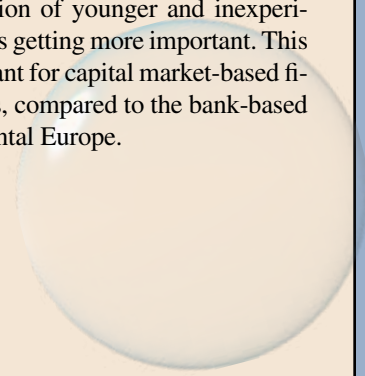 ion of younger and inexperi-
s getting more important. This
ant for capital market-based fi-
, compared to the bank-based
ntal Europe.